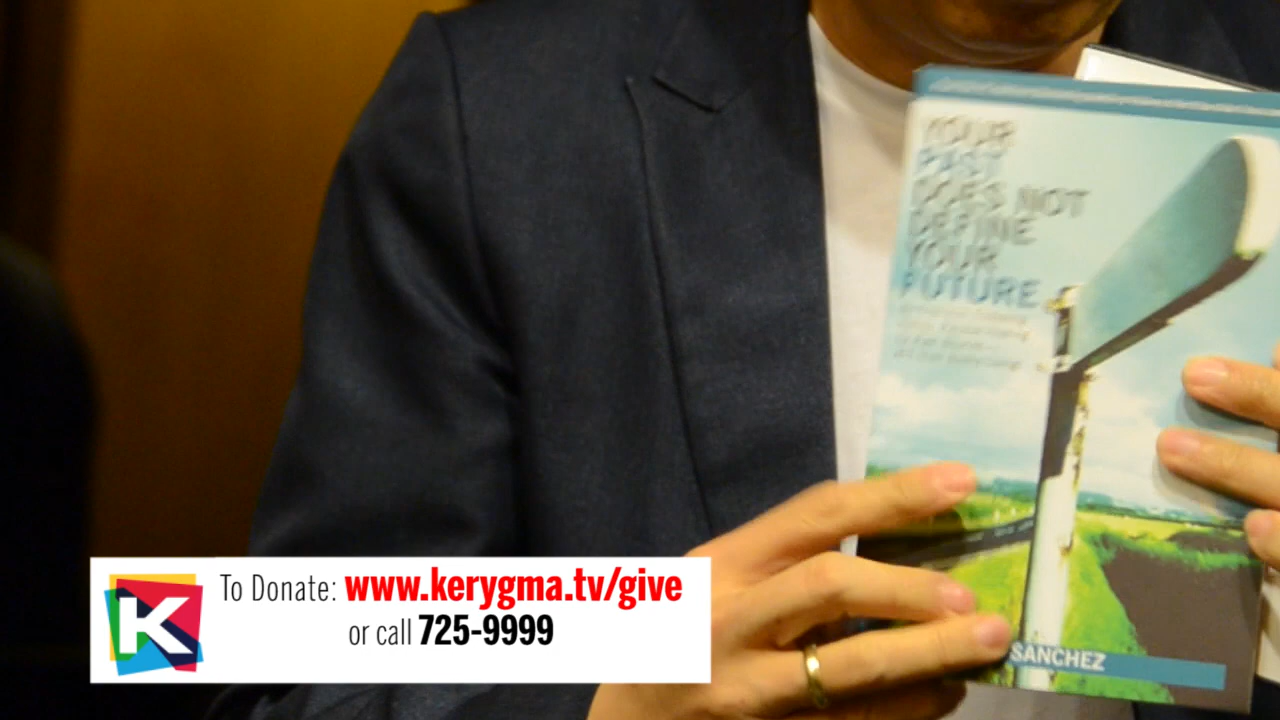 YOUR
PAST
DOES NOT
DEFINE
YOUR
FUTURE
SANCHEZ
K
To Donate: www.kerygma.tv/give
or call 725-9999